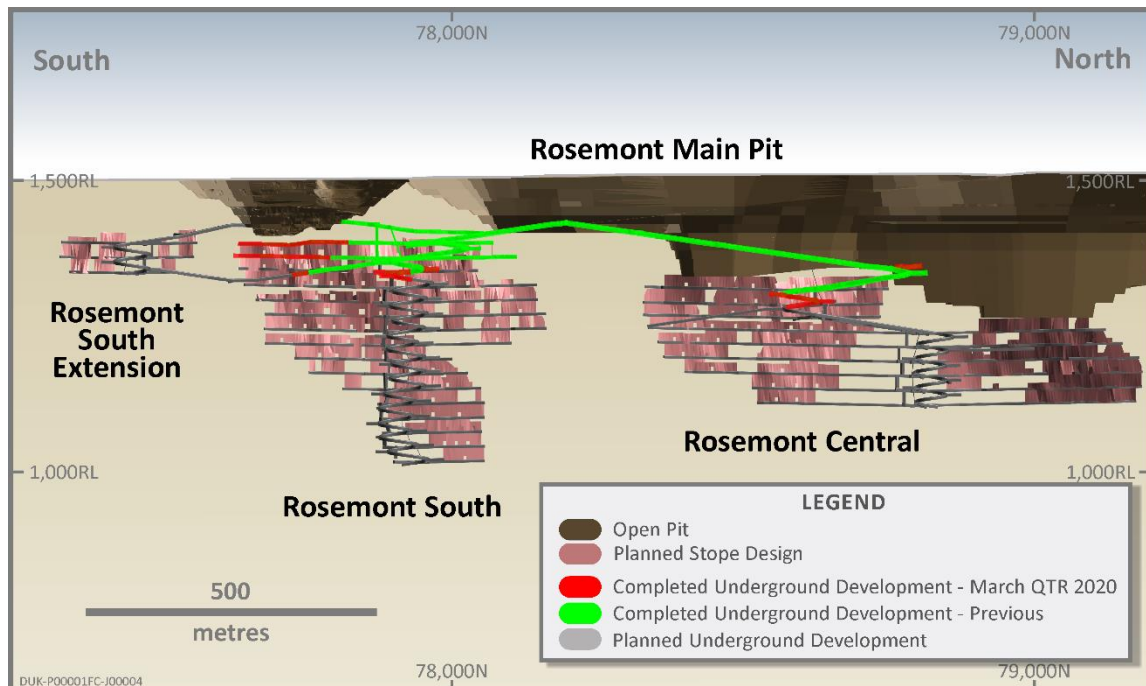 78,000N
79,000N
South
North
Rosemont Main Pit
1,500RL
1,500RL
Rosemont
South
Extension
Rosemont Central
1,000RL
1,000RL
Rosemont South
LEGEND
Open Pit
Planned Stope Design
Completed Underground Development - March QTR 2020
Completed Underground Development - Previous
Planned Underground Development
500
metres
78,000N
79,000N
DUK-P00001FC-J00004